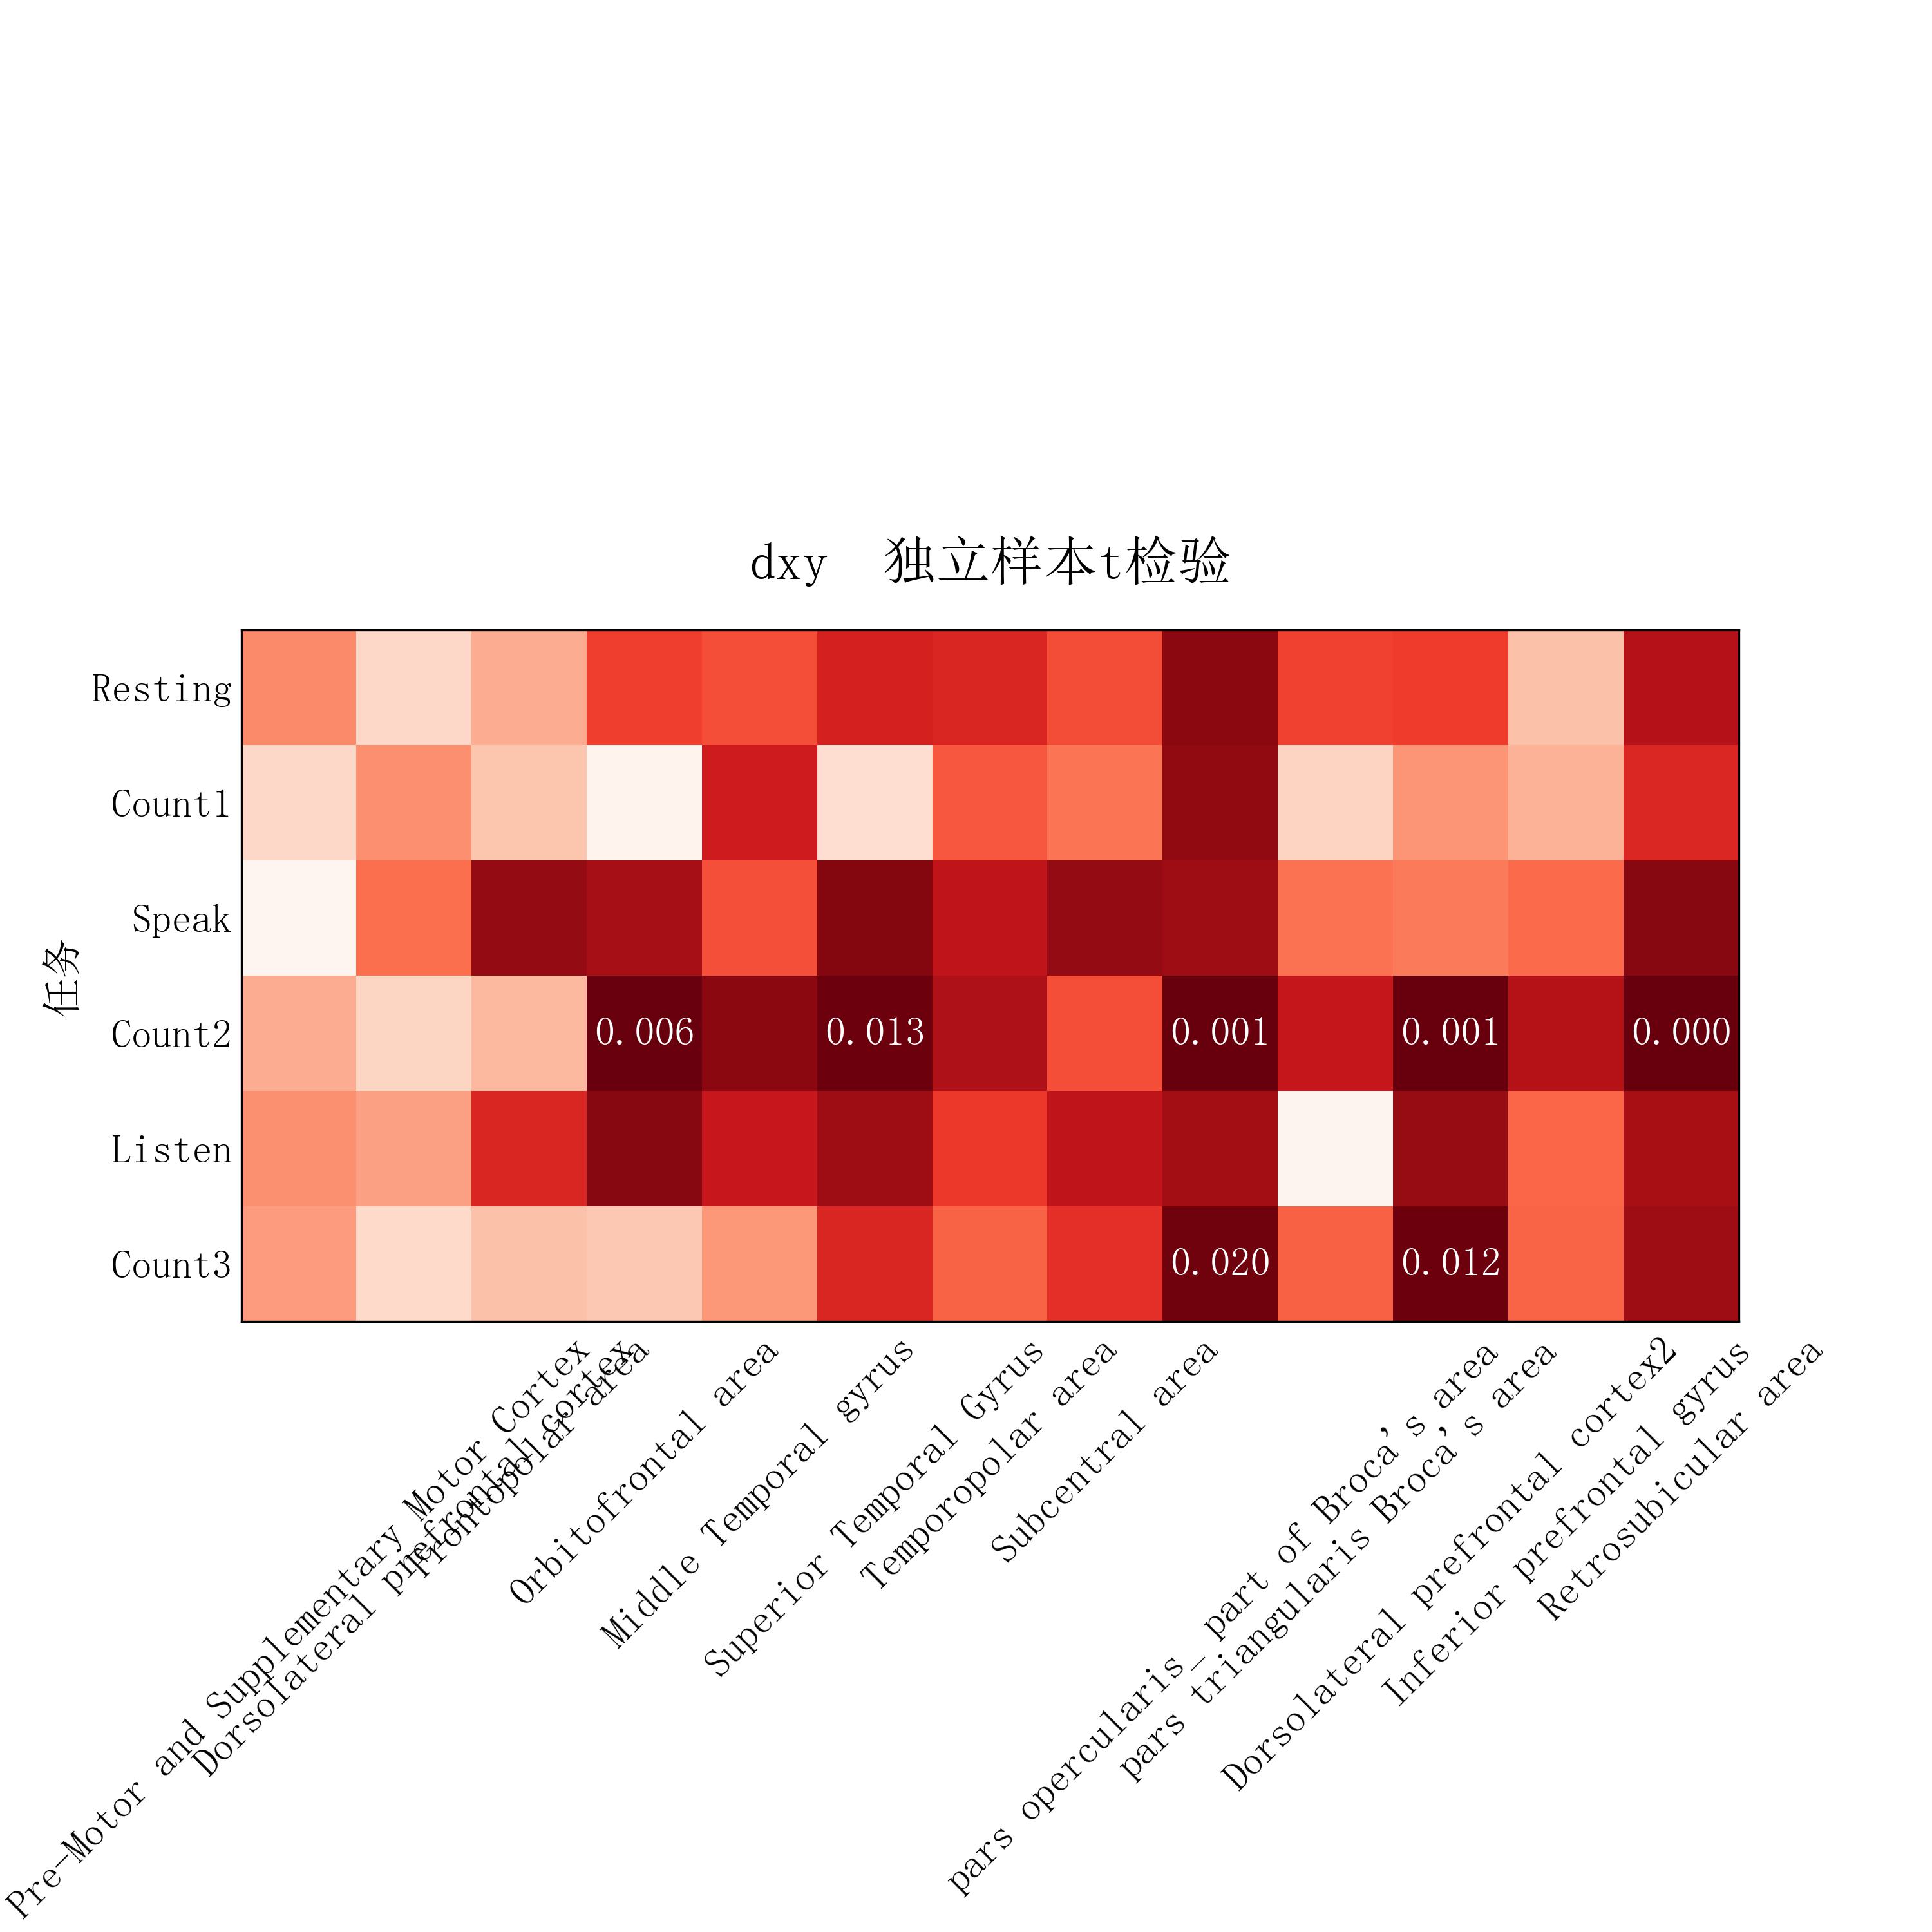 dxy  独立样本t检验
任务
Resting
Count1
Speak
Count2
Listen
Count3
0.006
0.013
0.001
0.001
0.000
0.020
0.012
Pre-Motor and Supplementary Motor Cortex
Dorsolateral prefrontal cortex
Frontopolar area
Orbitofrontal area
Middle Temporal gyrus
Superior Temporal Gyrus
Temporopolar area
Subcentral area
pars opercularis_ part of Broca's area
pars triangularis Broca's area
Dorsolateral prefrontal cortex2
Inferior prefrontal gyrus
Retrosubicular area